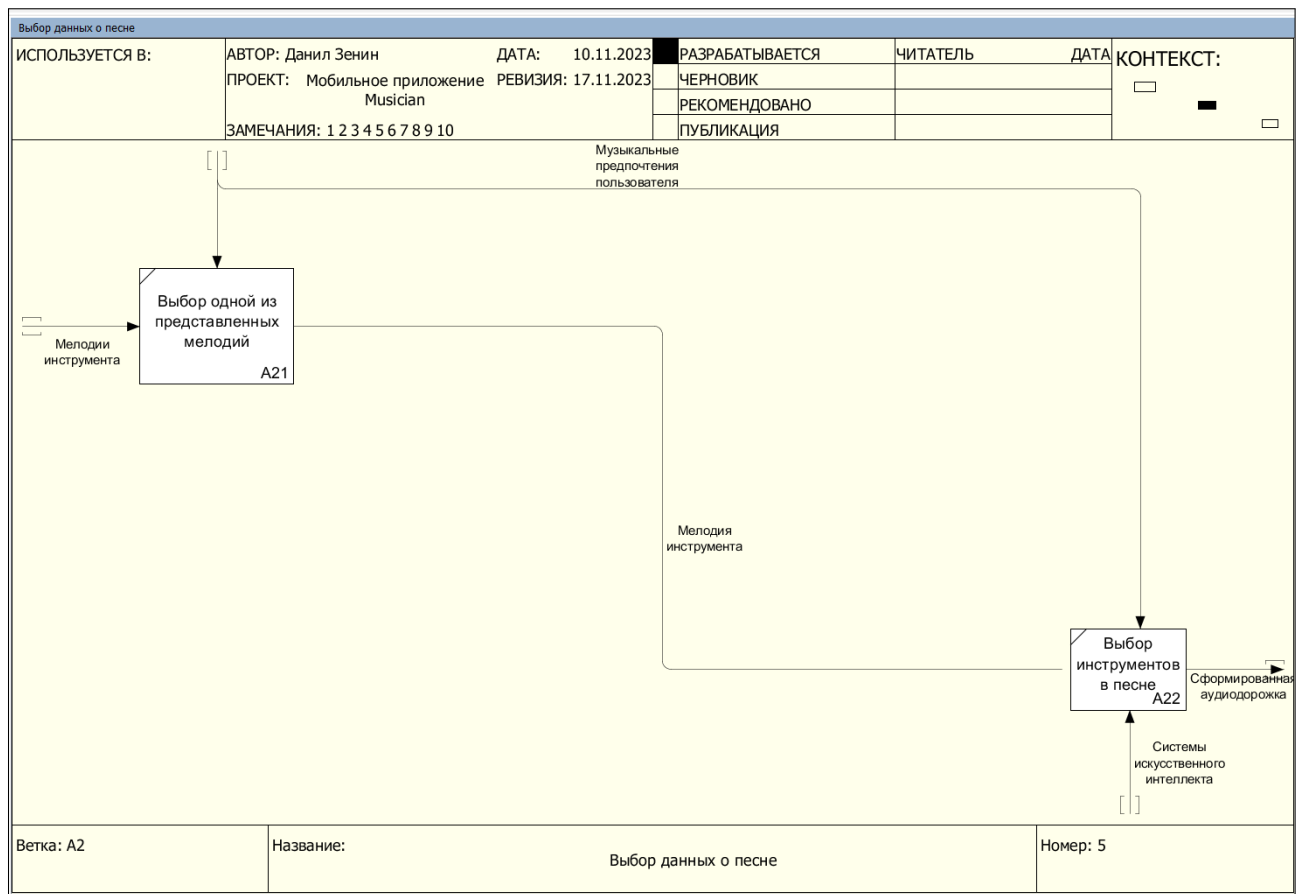 Выбор данных о песне
ИСПОЛЬЗУЕТСЯ В:
АВТОР: Данил Зенин
ДАТА: 10.11.2023
ПРОЕКТ: Мобильное приложение
Musician
РЕВИЗИЯ: 17.11.2023
ЗАМЕЧАНИЯ: 1 2 3 4 5 6 7 8 9 10
РАЗРАБАТЫВАЕТСЯ
ЧЕРНОВИК
РЕКОМЕНДОВАНО
ПУБЛИКАЦИЯ
ЧИТАТЕЛЬ
ДАТА
КОНТЕКСТ:
Музыкальные
предпочтения
пользователя
Выбор одной из
представленных
мелодий
A21
Мелодии
инструмента
Мелодия
инструмента
Выбор
инструментов
в песне
A22
Сформированная
аудиодорожка
Системы
искусственного
интеллекта
Ветка: A2
Название:
Выбор данных о песне
Номер: 5